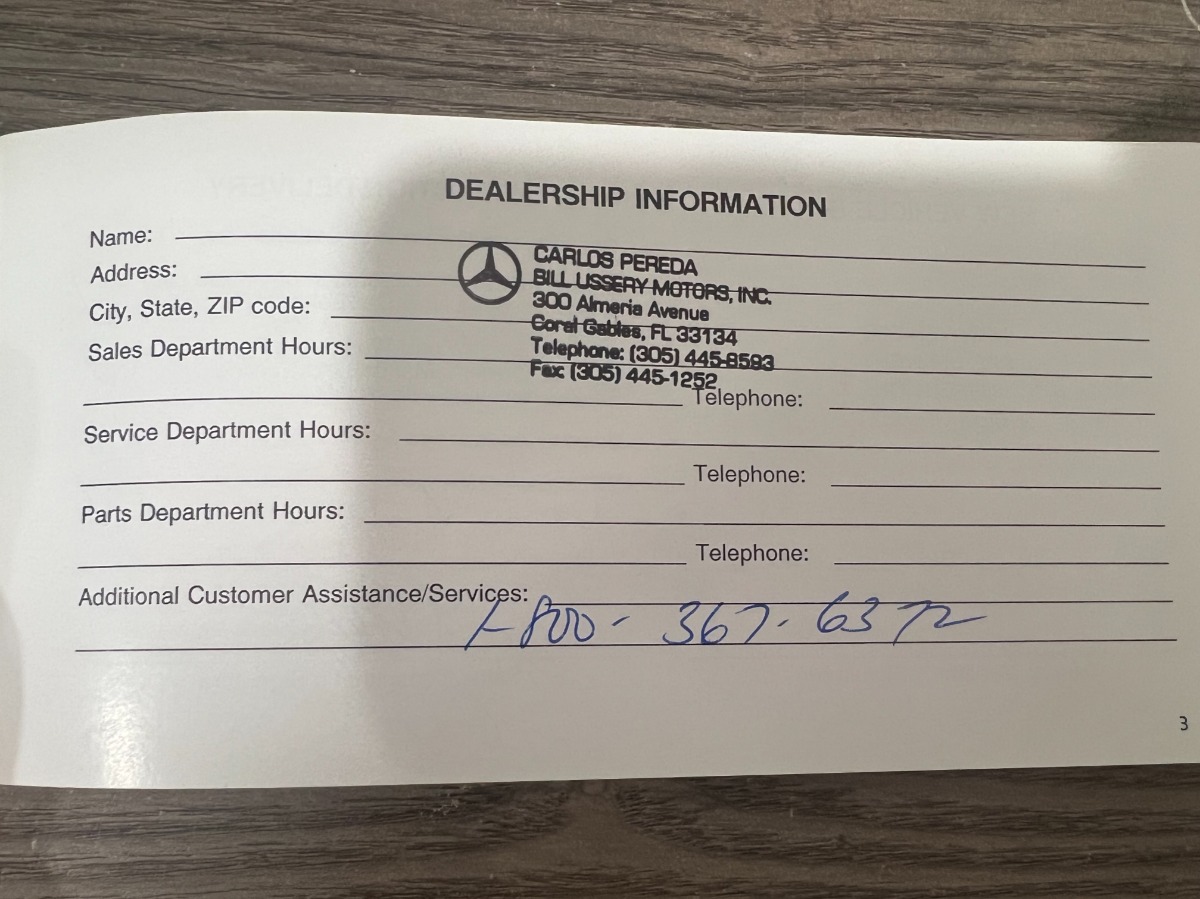 DEALERSHIP INFORMATION
Name:
Address:
City, State, ZIP code:
Sales Department Hours:
CARLOS PEREDA
BILL USSERY MOTORS, INC.
300 Almeria Avenue
Coral Gables, FL 33134
Telephone: (305) 445-8593
Fax: (305) 445-1252
Telephone:
Service Department Hours:
Telephone:
Parts Department Hours:
Telephone:
Additional Customer Assistance/Services:
1-800-367-6372
3